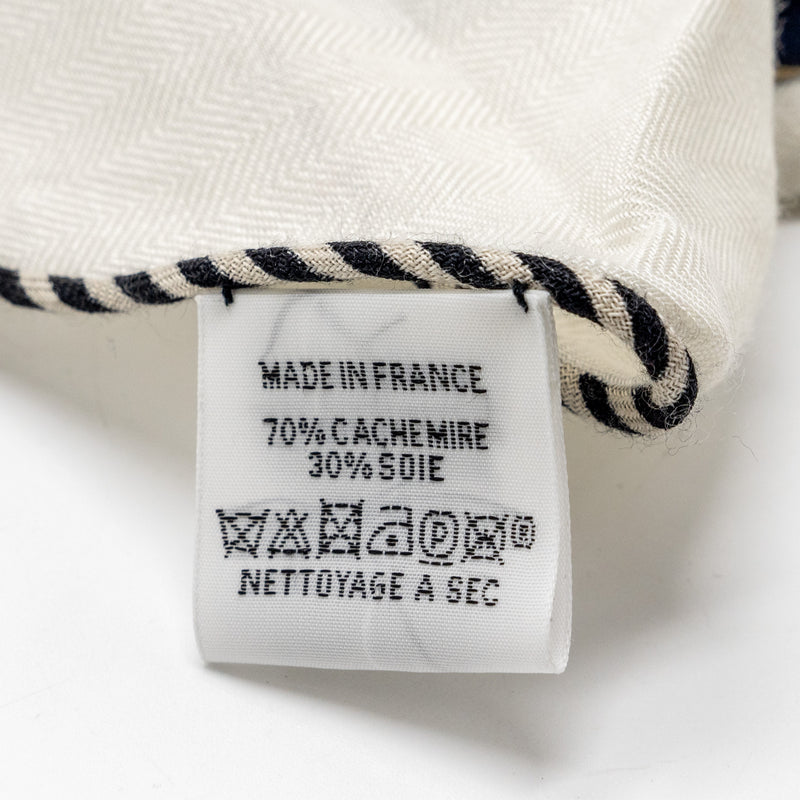 MADE IN FRANCE
70% CACHEMIRE
30% SOIE
P
NETTOYAGE A SEC